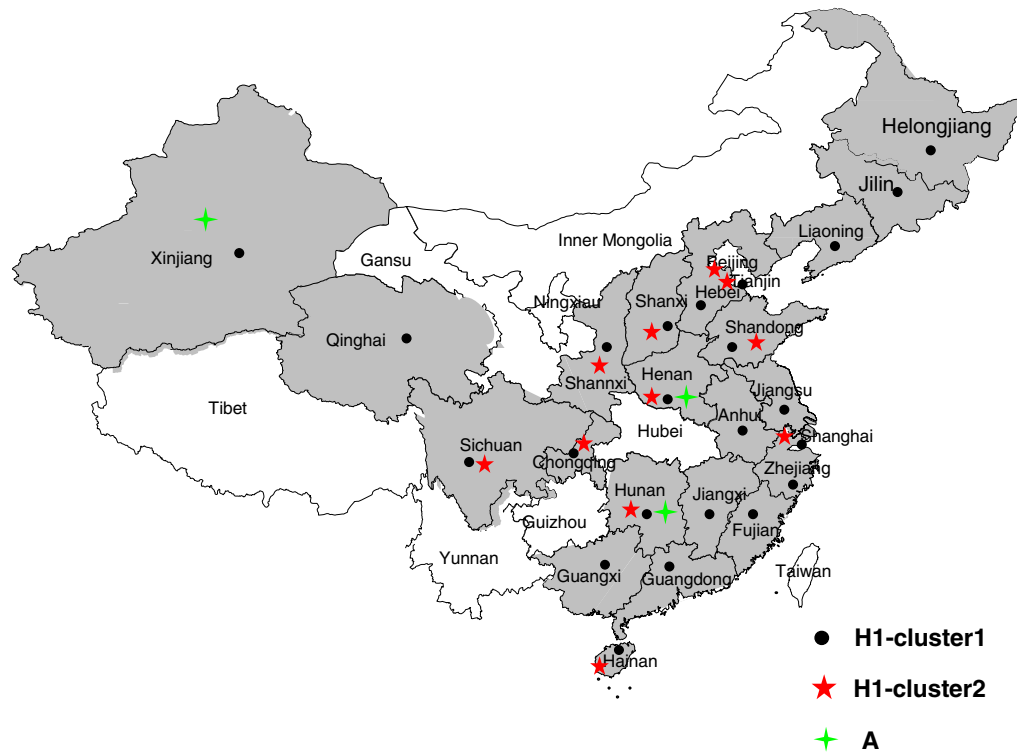 Helongjiang
Jilin
Liaoning
Inner Mongolia
Beijing
Tianjin
Xinjiang
Gansu
Ningxiau
Shanxi
Hebei
Qinghai
Shandong
Shannxi
Henan
Jiangsu
Tibet
Anhui
Hubei
Shanghai
Sichuan
Chongqing
Zhejiang
Hunan
Jiangxi
Guizhou
Fujian
Yunnan
Guangxi
Guangdong
Taiwan
Hainan
H1-cluster1
H1-cluster2
A